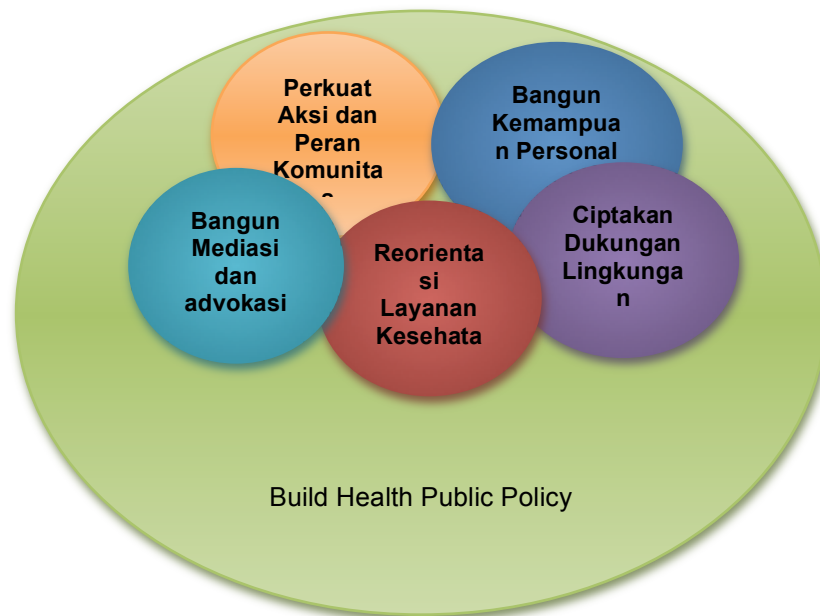 Perkuat
Aksi dan
Peran
Komunita
s
Bangun
Kemampua
n Personal
Bangun
Mediasi
dan
advokasi
Reorienta
si
Layanan
Kesehata
Ciptakan
Dukungan
Lingkunga
n
Build Health Public Policy